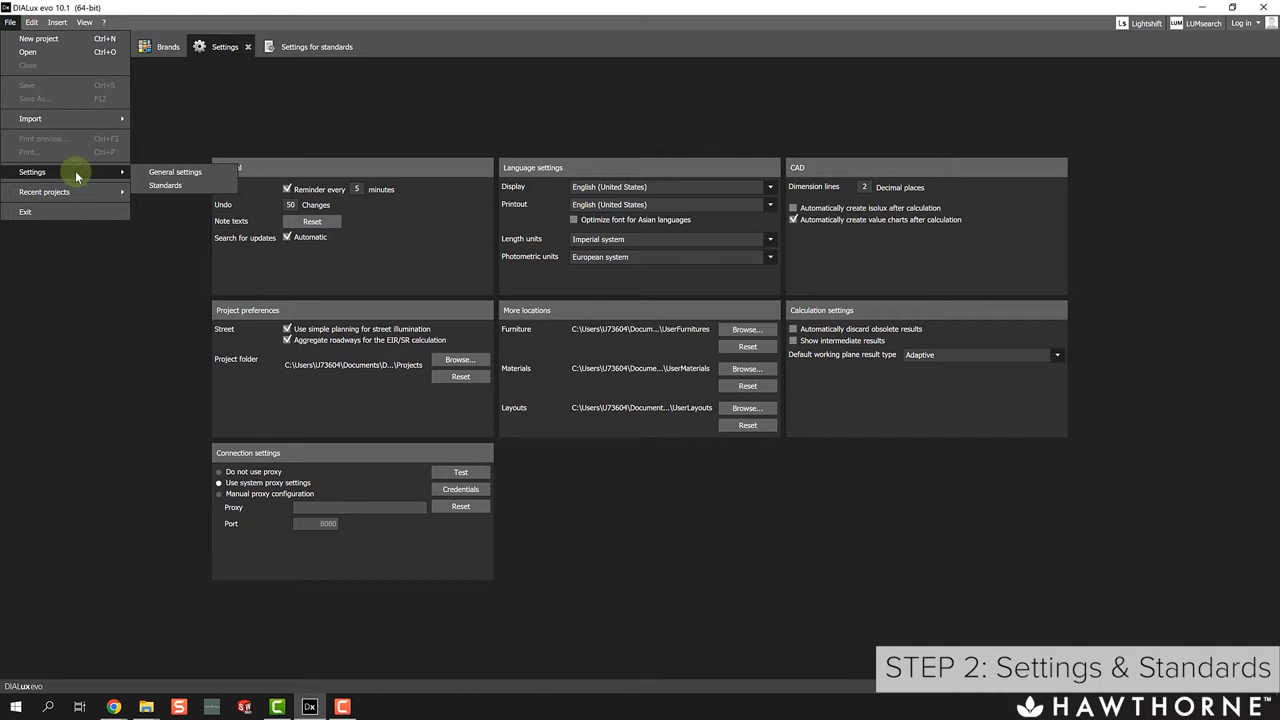 DIALux evo 10.1 (64-bit)
File Edit Insert View ?
Ls Lightshift LUM LUMsearch Log in
New project Ctrl+N
Open Ctrl+O
Close
Save Ctrl+S
Save As... F12
Import
Print preview... Ctrl+F2
Print... Ctrl+P
Settings
Recent projects
Exit
General settings
Standards
Brands
Settings
Settings for standards
Reminder every 5 minutes
Undo 50 Changes
Note texts Reset
Search for updates Automatic
Language settings
Display English (United States)
Printout English (United States)
Optimize font for Asian languages
Length units Imperial system
Photometric units European system
CAD
Dimension lines 2 Decimal places
Automatically create isolux after calculation
Automatically create value charts after calculation
Project preferences
Street Use simple planning for street illumination
Aggregate roadways for the EIR/SR calculation
Project folder C:\Users\U73604\Documents\D...\Projects Browse...
Reset
More locations
Furniture C:\Users\U73604\Docum...\UserFurnitures Browse...
Reset
Materials C:\Users\U73604\Docume...\UserMaterials Browse...
Reset
Layouts C:\Users\U73604\Document...\UserLayouts Browse...
Reset
Calculation settings
Automatically discard obsolete results
Show intermediate results
Default working plane result type Adaptive
Connection settings
Do not use proxy Test
Use system proxy settings
Manual proxy configuration Credentials
Proxy Reset
Port 8080
STEP 2: Settings & Standards
DIALux evo
Dx
HAWTHORNE™